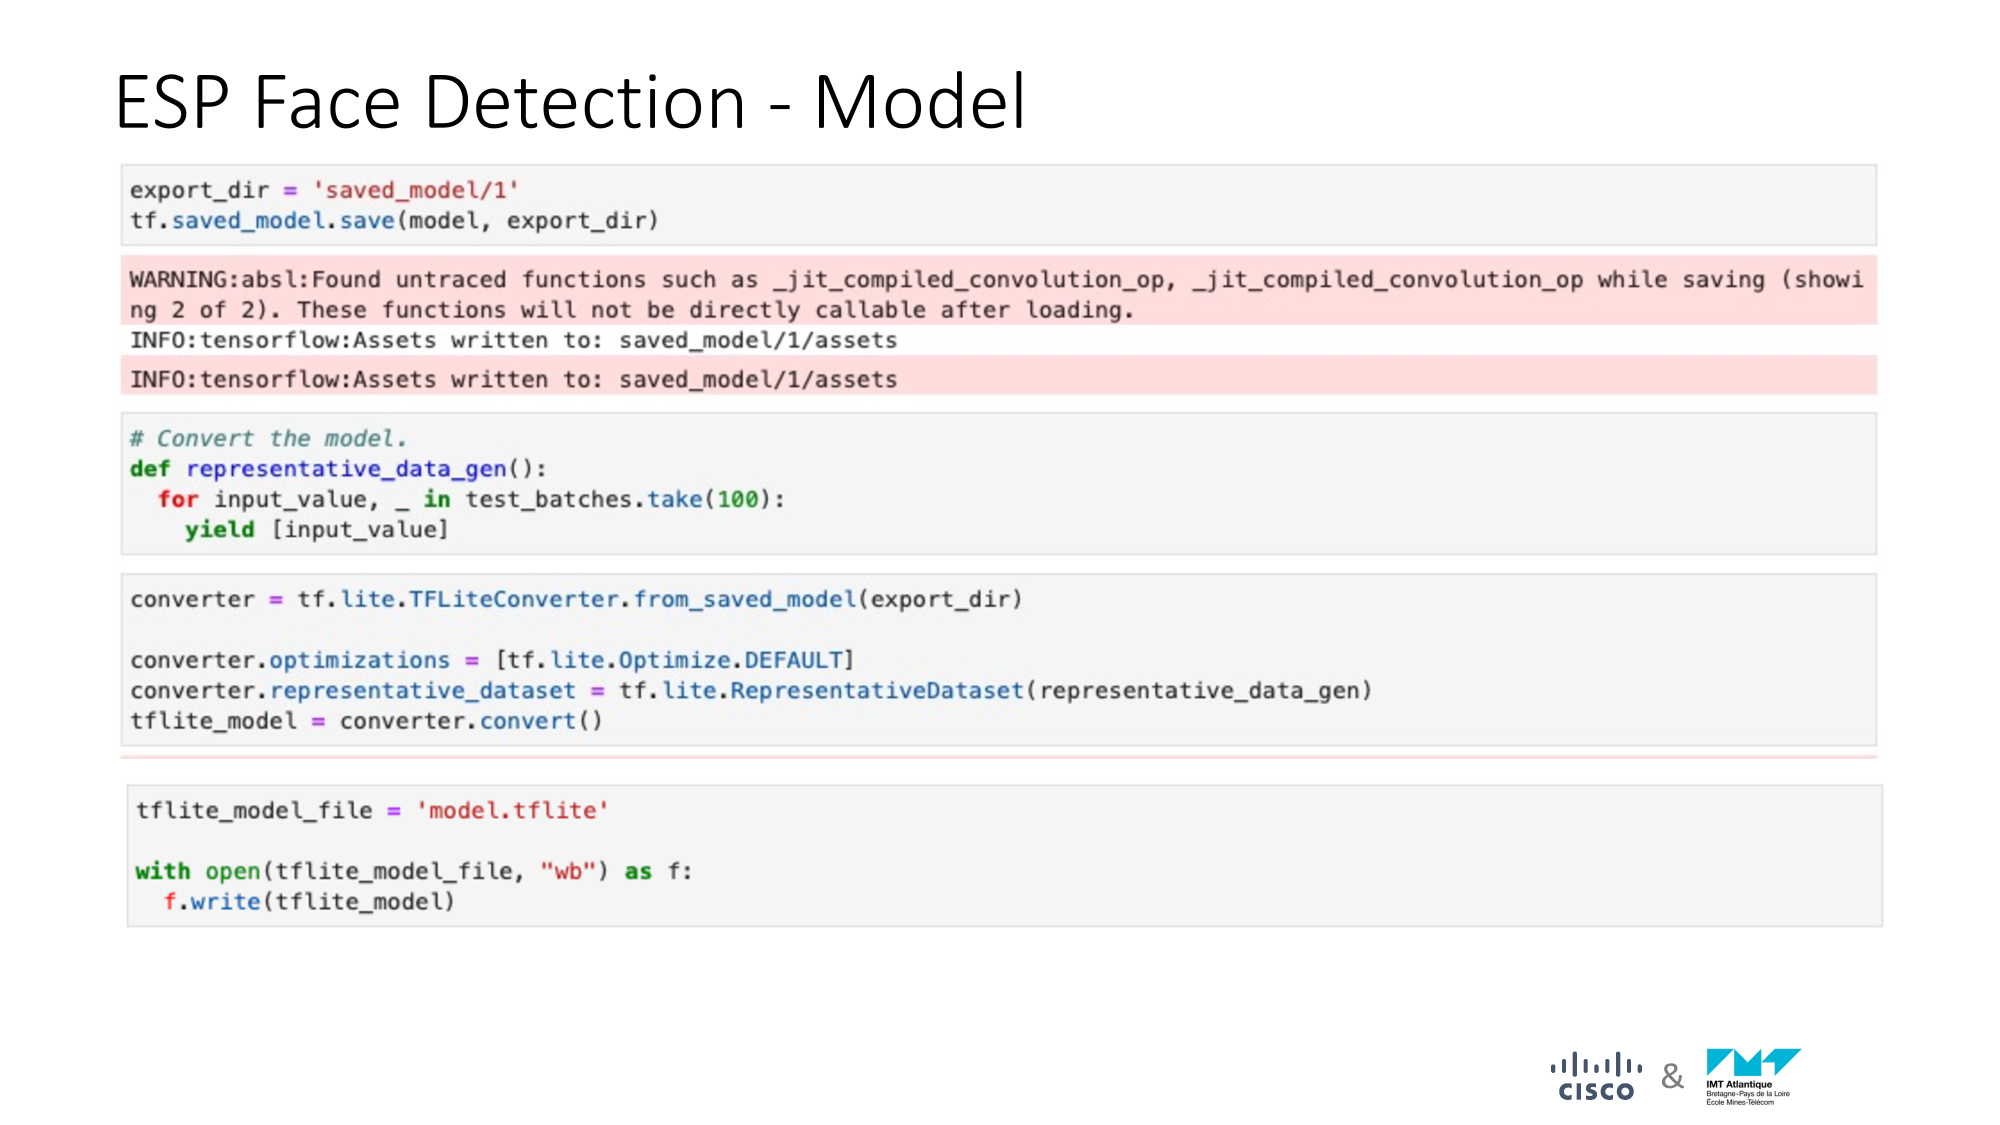 ESP Face Detection - Model
export_dir = 'saved_model/1'
tf.saved_model.save(model, export_dir)
WARNING:absl:Found untraced functions such as _jit_compiled_convolution_op, _jit_compiled_convolution_op while saving (showi
ng 2 of 2). These functions will not be directly callable after loading.
INFO:tensorflow:Assets written to: saved_model/1/assets
INFO:tensorflow:Assets written to: saved_model/1/assets
# Convert the model.
def representative_data_gen():
  for input_value, _ in test_batches.take(100):
    yield [input_value]
converter = tf.lite.TFLiteConverter.from_saved_model(export_dir)
converter.optimizations = [tf.lite.Optimize.DEFAULT]
converter.representative_dataset = tf.lite.RepresentativeDataset(representative_data_gen)
tflite_model = converter.convert()
tflite_model_file = 'model.tflite'
with open(tflite_model_file, "wb") as f:
  f.write(tflite_model)
CISCO & IMT
IMT Atlantique
Bretagne-Pays de la Loire
École Mines-Télécom